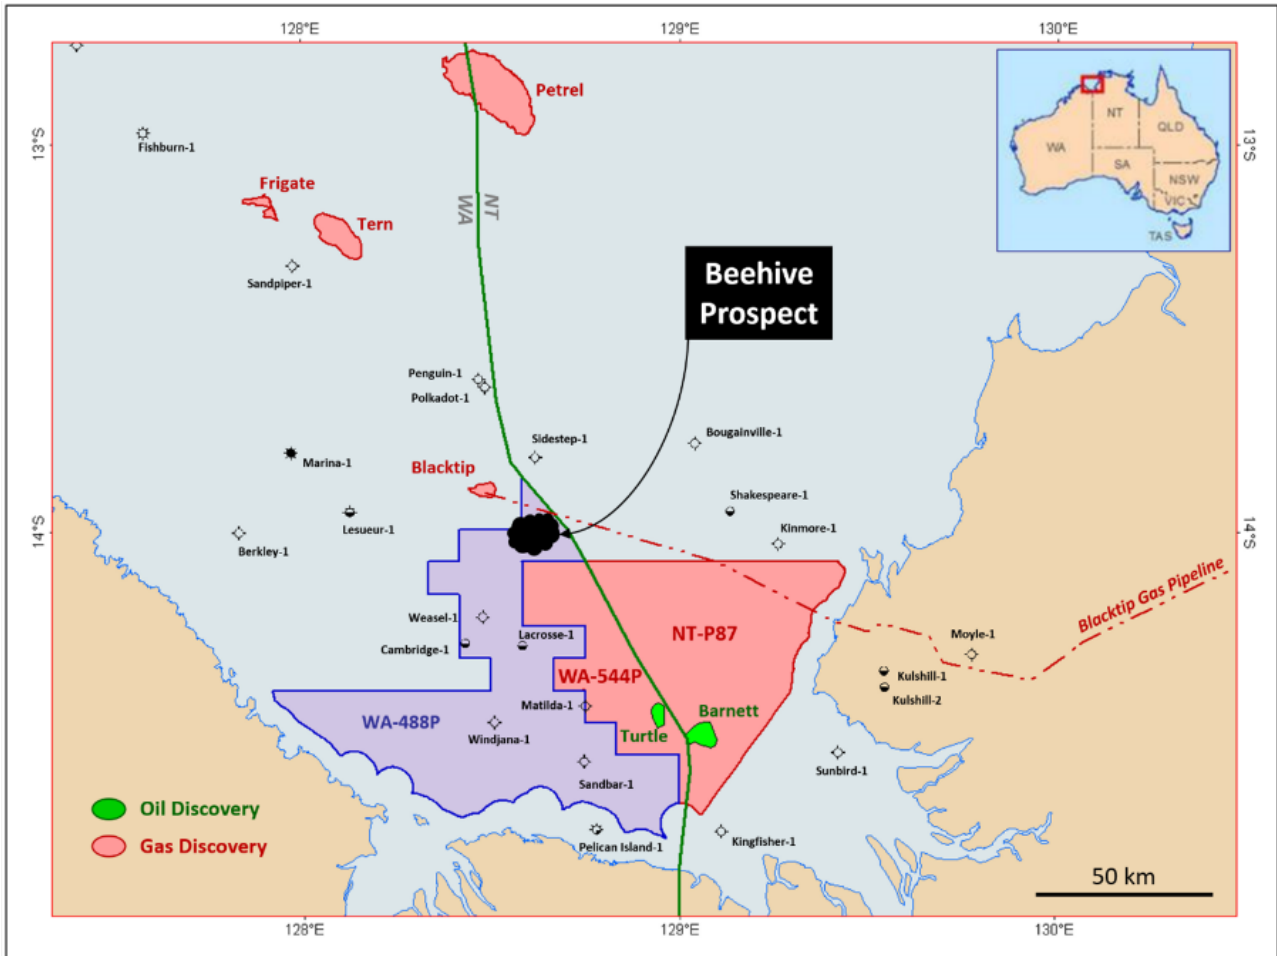 128°E
129°E
130°E
13°S
13°S
Petrel
Fishburn-1
Frigate
Tern
Sandpiper-1
WA
NT
WA
NT
QLD
SA
NSW
VIC
TAS
Beehive
Prospect
Penguin-1
Polkadot-1
Sidestep-1
Bougainville-1
Marina-1
Blacktip
Shakespeare-1
Lesueur-1
Kinmore-1
Berkley-1
14°S
14°S
Blacktip Gas Pipeline
Weasel-1
Lacrosse-1
Cambridge-1
NT-P87
Moyle-1
WA-544P
Kulshill-1
Kulshill-2
Matilda-1
WA-488P
Barnett
Turtle
Windjana-1
Sunbird-1
Sandbar-1
Oil Discovery
Gas Discovery
Pelican Island-1
Kingfisher-1
50 km
128°E
129°E
130°E